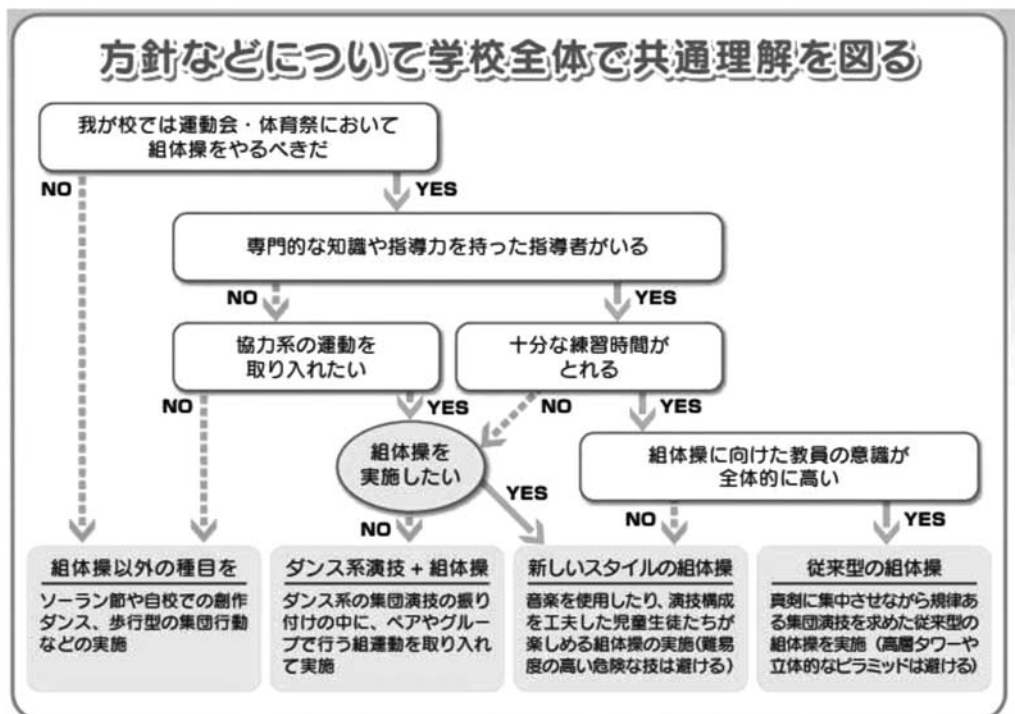 方針などについて学校全体で共通理解を図る
我が校では運動会・体育祭において
組体操をやるべきだ
NO
YES
専門的な知識や指導力を持った指導者がいる
NO
YES
協力系の運動を
取り入れたい
十分な練習時間が
とれる
NO
YES
NO
YES
組体操を
実施したい
組体操に向けた教員の意識が
全体的に高い
NO
YES
NO
YES
組体操以外の種目を
ソーラン節や自校での創作
ダンス、歩行型の集団行動
などの実施
ダンス系演技+組体操
ダンス系の集団演技の振り
付けの中に、ペアやグルー
プで行う組運動を取り入れ
て実施
新しいスタイルの組体操
音楽を使用したり、演技構成
を工夫した児童生徒たちが
楽しめる組体操の実施(難易
度の高い危険な技は避ける)
従来型の組体操
真剣に集中させながら規律あ
る集団演技を求めた従来型の
組体操を実施(高層タワーや
立体的なピラミッドは避ける)